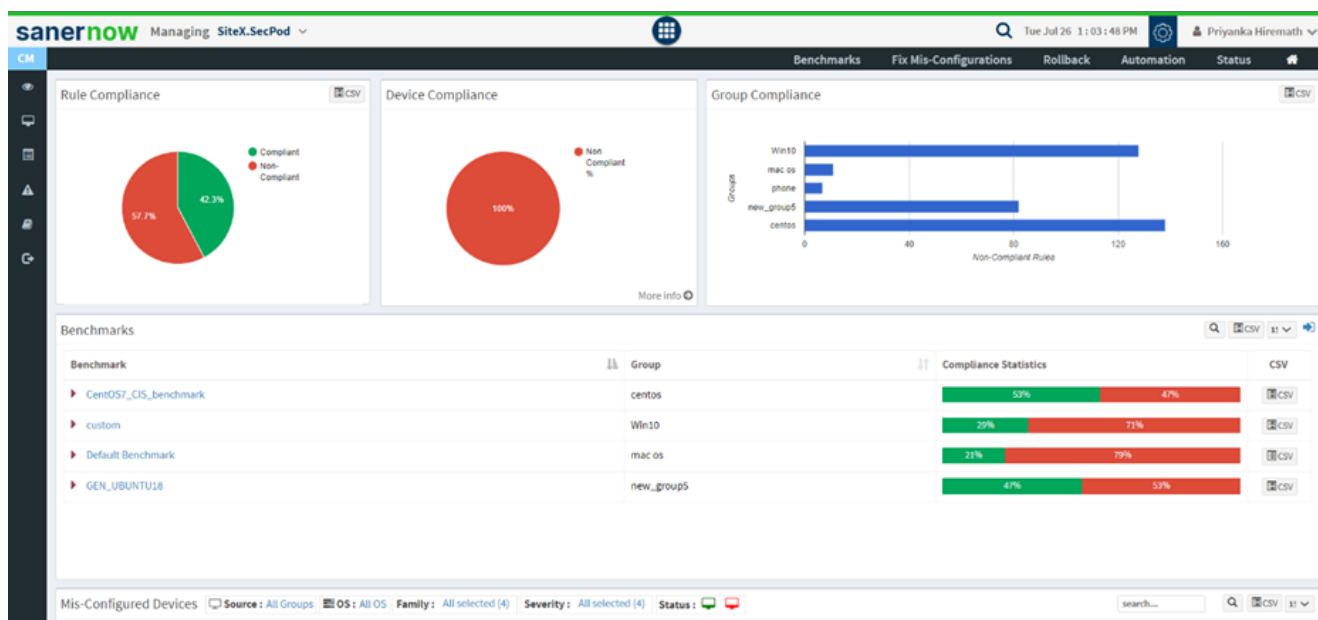 sanernow Managing SiteX.SecPod Tue Jul 26 1:03:48 PM Priyanka Hiremath
CM Benchmarks Fix Mis-Configurations Rollback Automation Status
Rule Compliance CSV
Compliant
Non-
Compliant
42.3%
57.7%
Device Compliance
Non
Compliant
%
100%
More info
Group Compliance CSV
Groups
Win10
mac os
phone
new_group5
centos
0 40 80 120 160
Non-Compliant Rules
Benchmarks CSV
Benchmark Group Compliance Statistics CSV
CentOS7_CIS_benchmark centos 53% 47% CSV
custom Win10 29% 71% CSV
Default Benchmark mac os 21% 79% CSV
GEN_UBUNTU18 new_group5 47% 53% CSV
Mis-Configured Devices Source : All Groups OS : All OS Family : All selected (4) Severity : All selected (4) Status : search... CSV